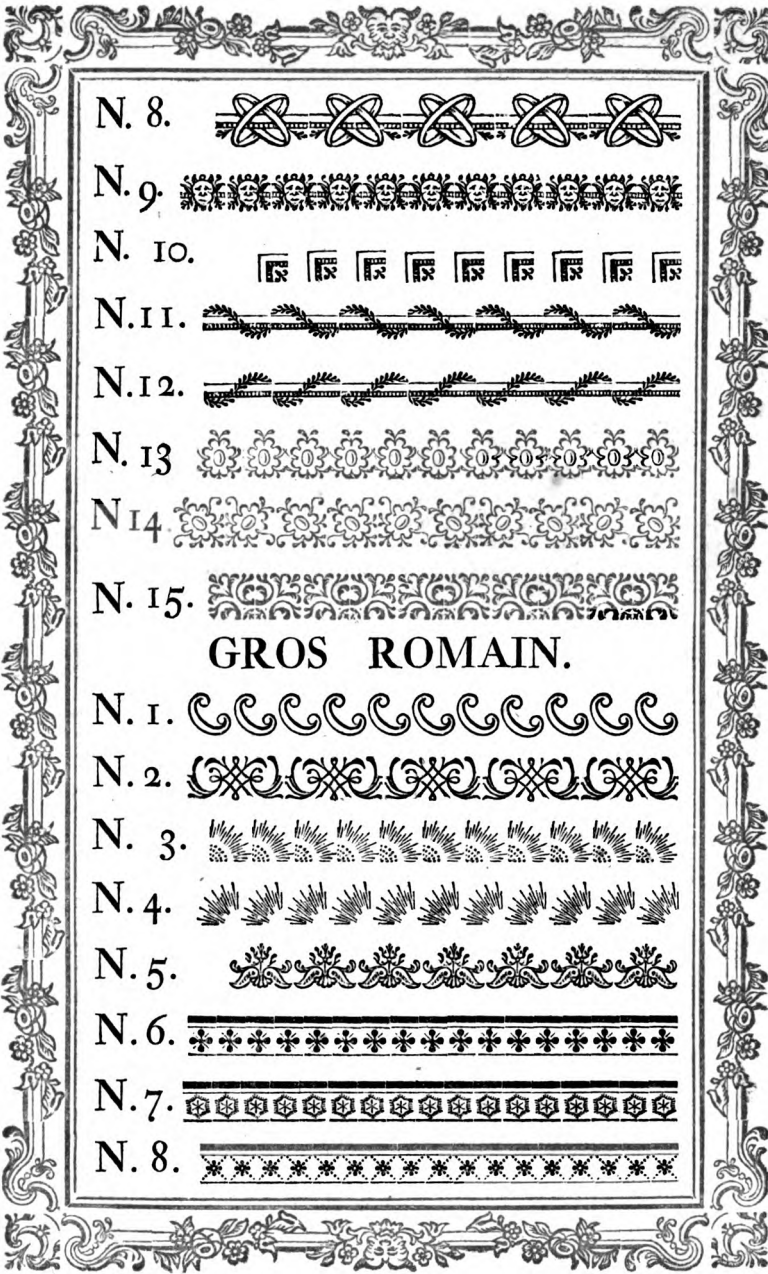 N. 8.
N. 9.
N. 10.
N. 11.
N. 12.
N. 13
N 14.
N. 15.
GROS ROMAIN.
N. 1.
N. 2.
N. 3.
N. 4.
N. 5.
N. 6.
N. 7.
N. 8.